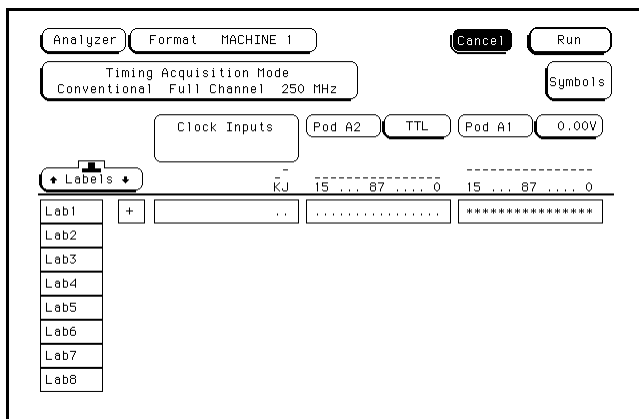 Analyzer Format MACHINE 1 Cancel Run
Timing Acquisition Mode
Conventional Full Channel 250 MHz
Symbols
Clock Inputs Pod A2 TTL Pod A1 0.00V
↑ Labels ↓
KJ 15 ... 87 .... 0 15 ... 87 .... 0
Lab1 + .. ................ ****************
Lab2
Lab3
Lab4
Lab5
Lab6
Lab7
Lab8